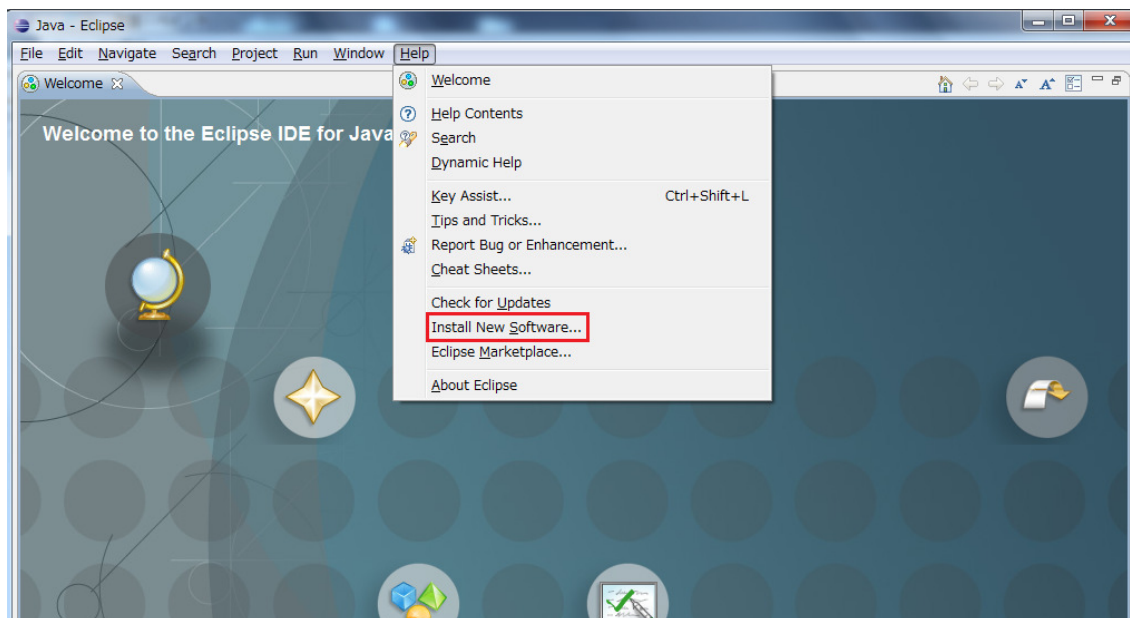 Java - Eclipse
File Edit Navigate Search Project Run Window Help
Welcome
Welcome to the Eclipse IDE for Java
Welcome
Help Contents
Search
Dynamic Help
Key Assist... Ctrl+Shift+L
Tips and Tricks...
Report Bug or Enhancement...
Cheat Sheets...
Check for Updates
Install New Software...
Eclipse Marketplace...
About Eclipse